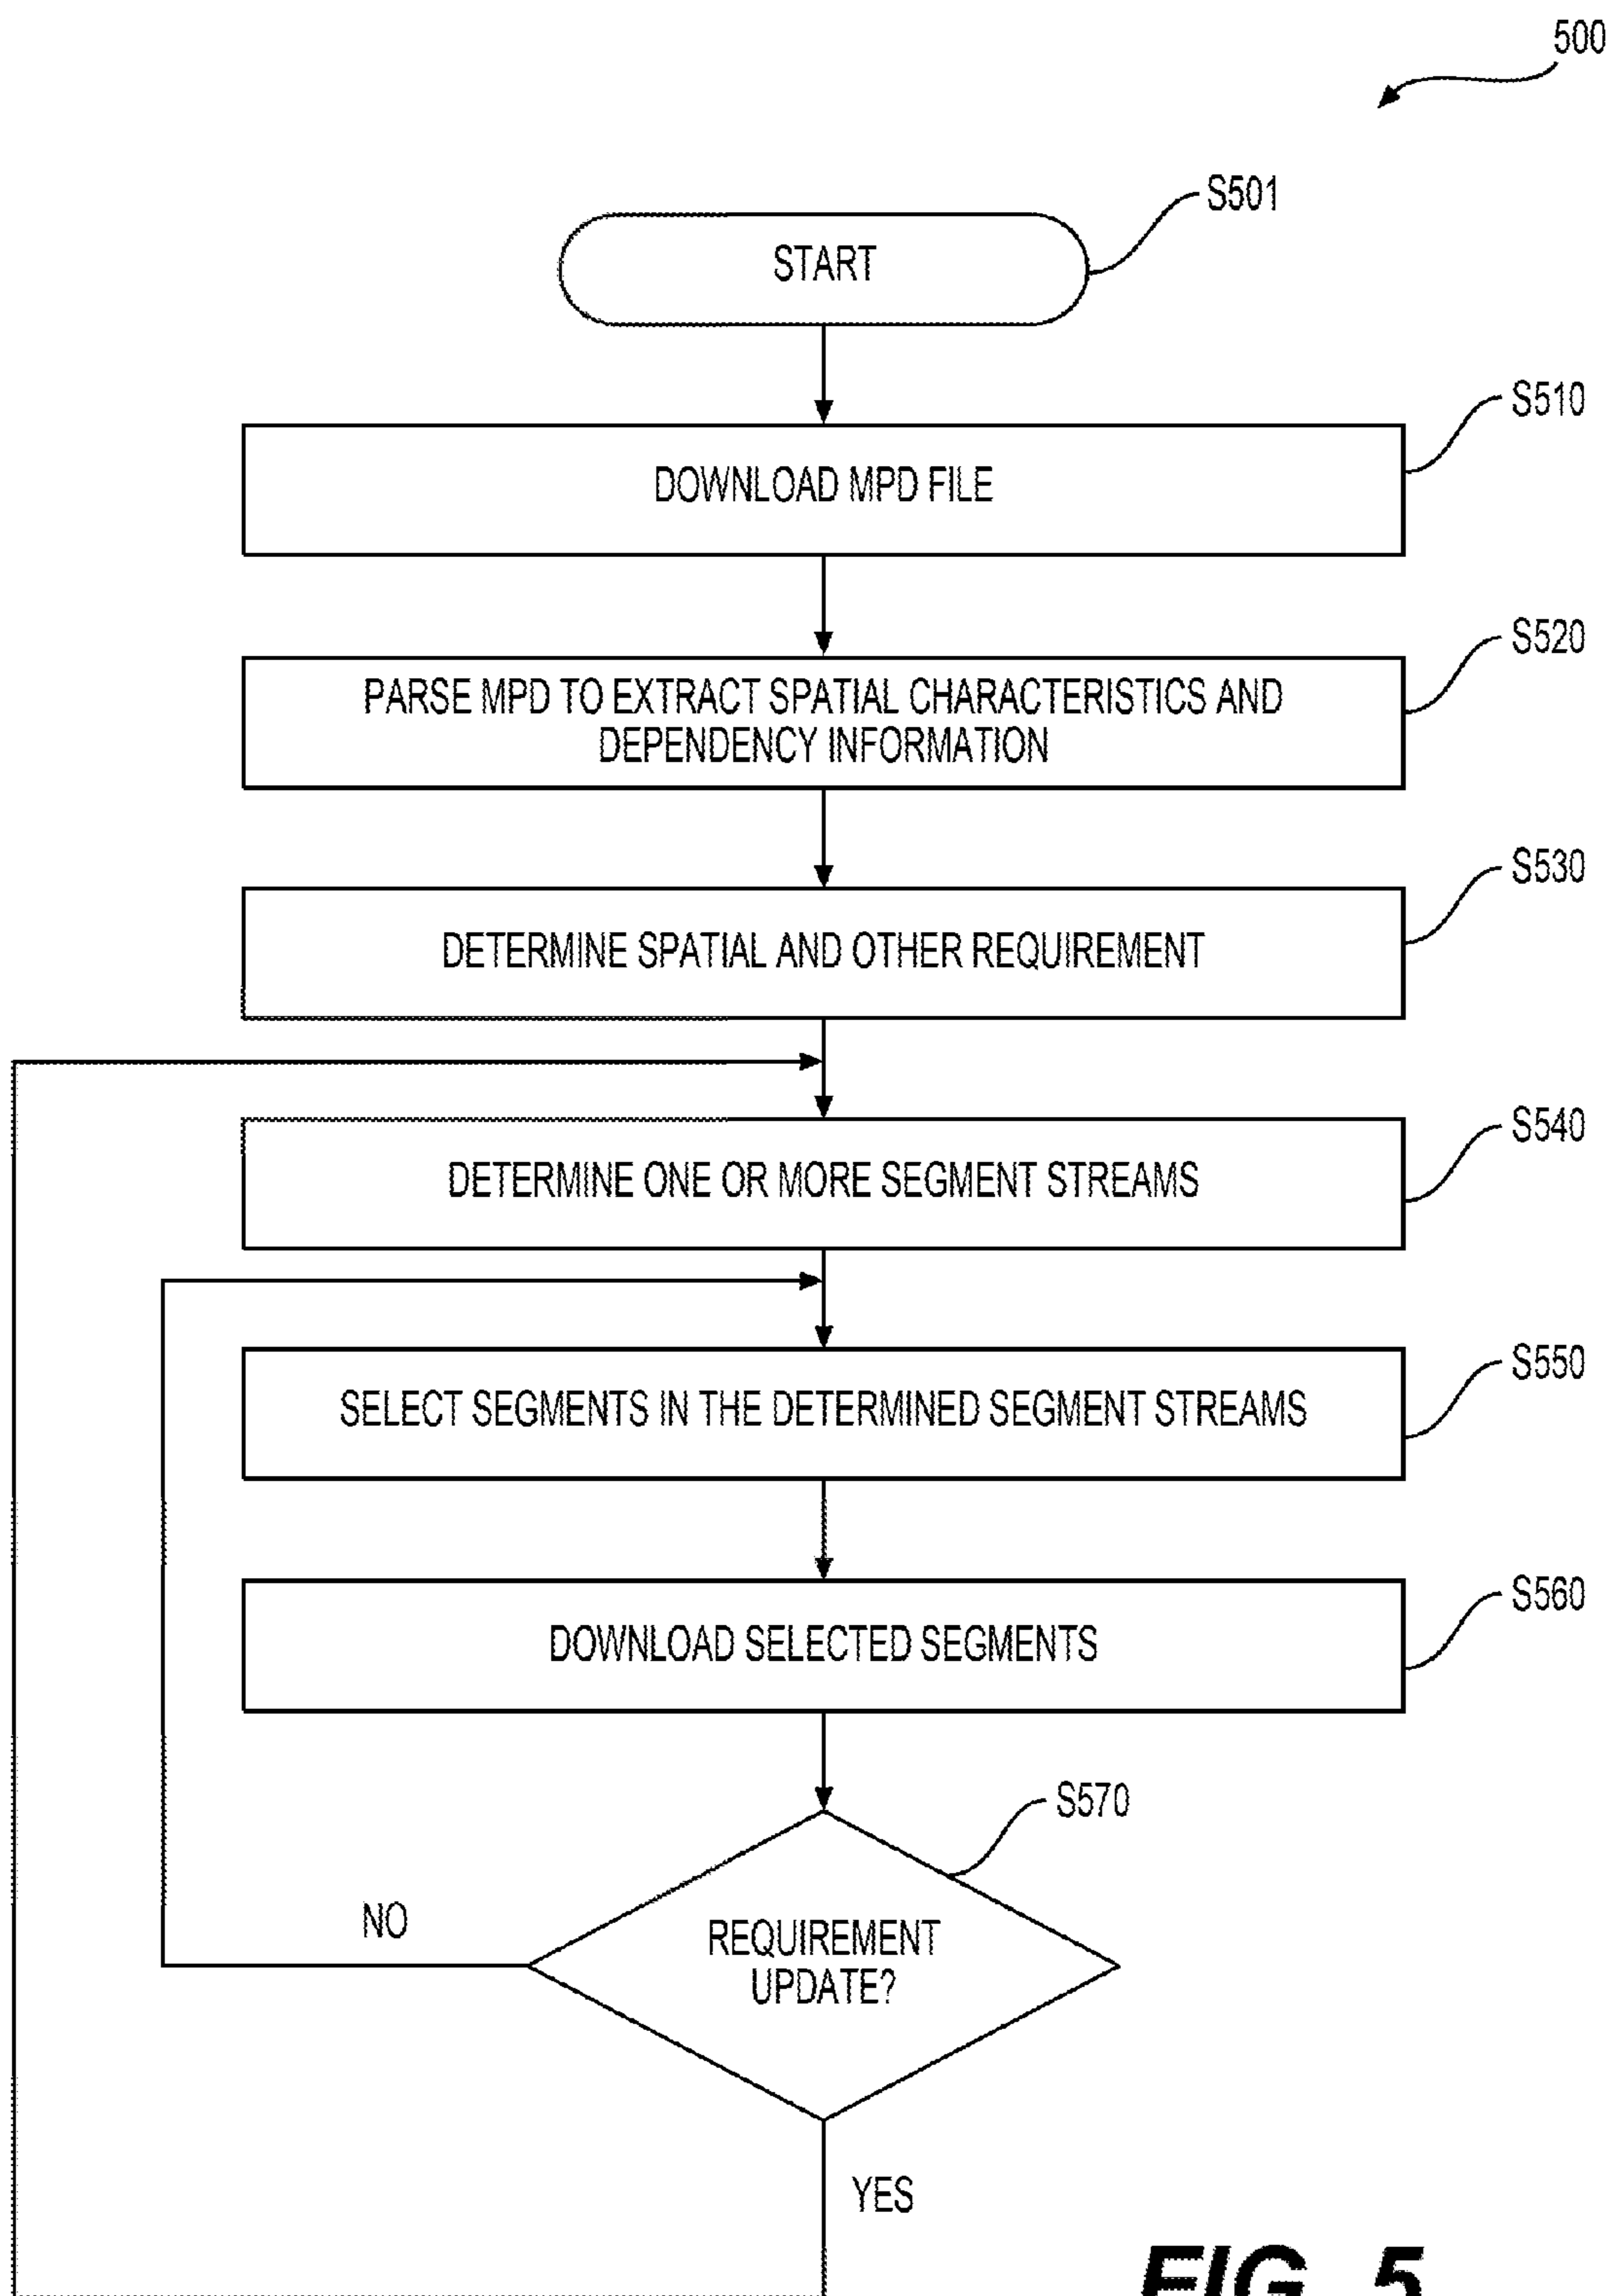 500
START
S501
DOWNLOAD MPD FILE
S510
PARSE MPD TO EXTRACT SPATIAL CHARACTERISTICS AND
DEPENDENCY INFORMATION
S520
DETERMINE SPATIAL AND OTHER REQUIREMENT
S530
DETERMINE ONE OR MORE SEGMENT STREAMS
S540
SELECT SEGMENTS IN THE DETERMINED SEGMENT STREAMS
S550
DOWNLOAD SELECTED SEGMENTS
S560
S570
REQUIREMENT
UPDATE?
NO
YES
FIG. 5